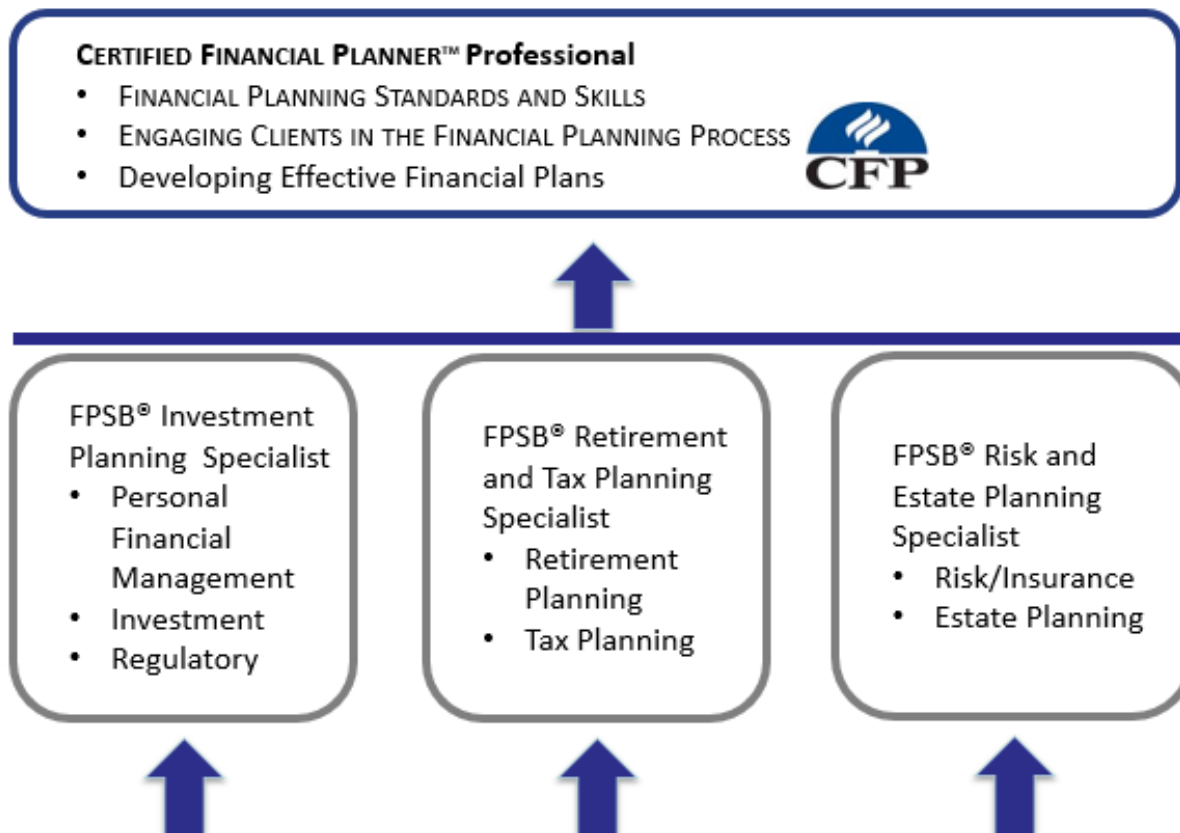 CERTIFIED FINANCIAL PLANNER™ Professional
• FINANCIAL PLANNING STANDARDS AND SKILLS
• ENGAGING CLIENTS IN THE FINANCIAL PLANNING PROCESS
• Developing Effective Financial Plans
CFP
FPSB® Investment
Planning Specialist
• Personal
Financial
Management
• Investment
• Regulatory
FPSB® Retirement
and Tax Planning
Specialist
• Retirement
Planning
• Tax Planning
FPSB® Risk and
Estate Planning
Specialist
• Risk/Insurance
• Estate Planning